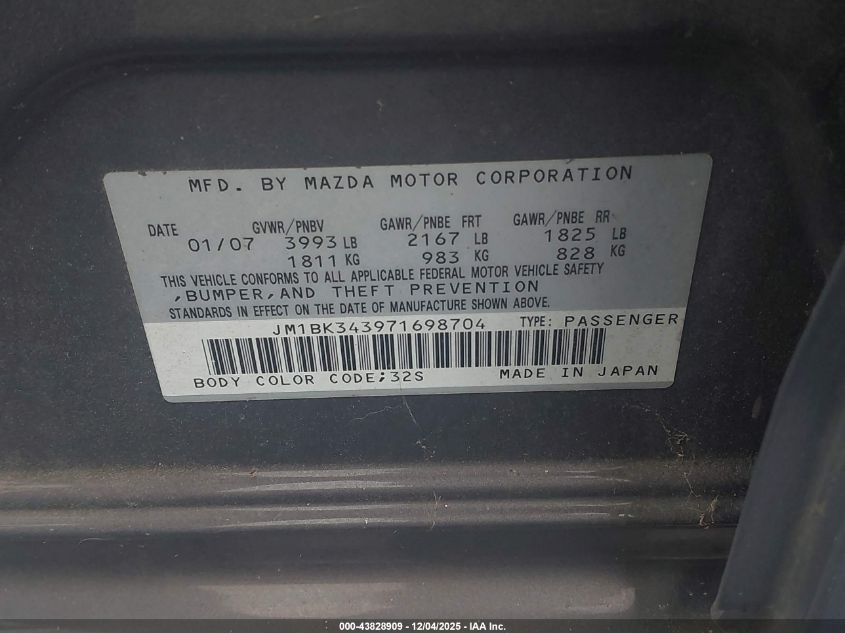 MFD. BY MAZDA MOTOR CORPORATION
DATE GVWR/PNBV GAWR/PNBE FRT GAWR/PNBE RR
01/07 3993 LB 2167 LB 1825 LB
1811 KG 983 KG 828 KG
THIS VEHICLE CONFORMS TO ALL APPLICABLE FEDERAL MOTOR VEHICLE SAFETY
,BUMPER,AND THEFT PREVENTION
STANDARDS IN EFFECT ON THE DATE OF MANUFACTURE SHOWN ABOVE.
JM1BK343971698704 TYPE: PASSENGER
BODY COLOR CODE;32S MADE IN JAPAN
000-43828909 - 12/04/2025 - IAA Inc.